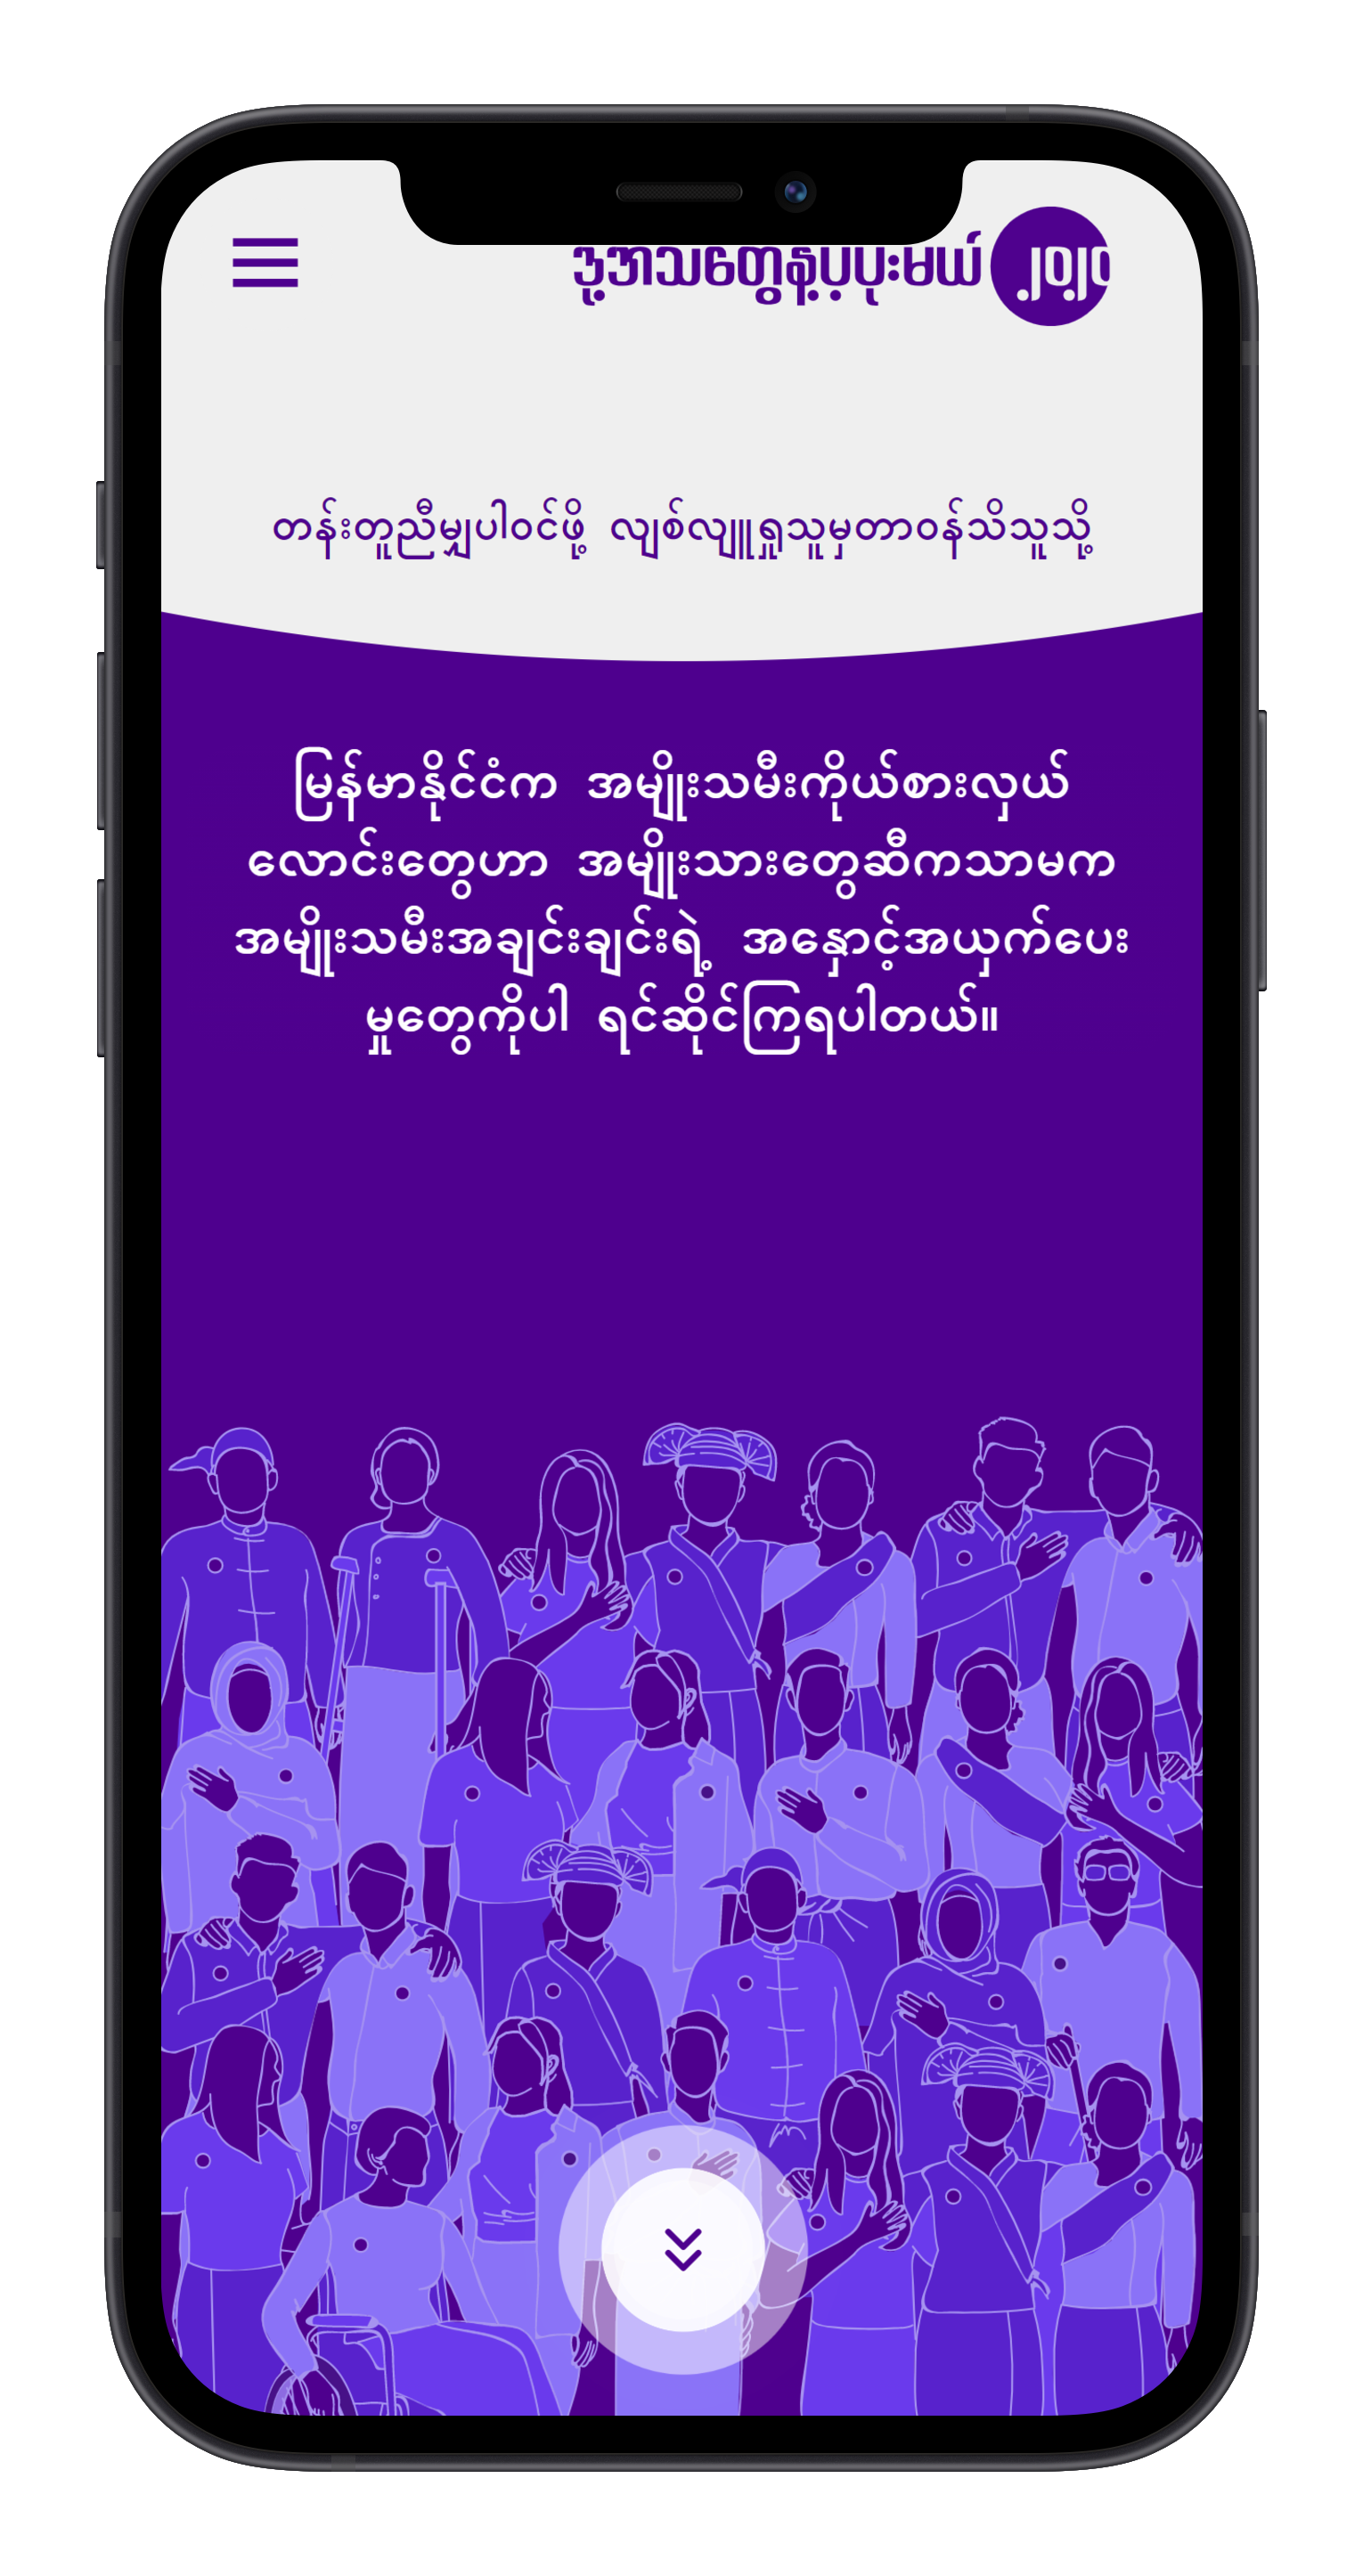 ဒို့အသံတွေနဲ့ပံ့ပိုးမယ် ၂၀၂၀
တန်းတူညီမျှပါဝင်ဖို့ လျစ်လျူရှုသူမှတာဝန်သိသူသို့
မြန်မာနိုင်ငံက အမျိုးသမီးကိုယ်စားလှယ်
လောင်းတွေဟာ အမျိုးသားတွေဆီကသာမက
အမျိုးသမီးအချင်းချင်းရဲ့ အနှောင့်အယှက်ပေး
မှုတွေကိုပါ ရင်ဆိုင်ကြရပါတယ်။